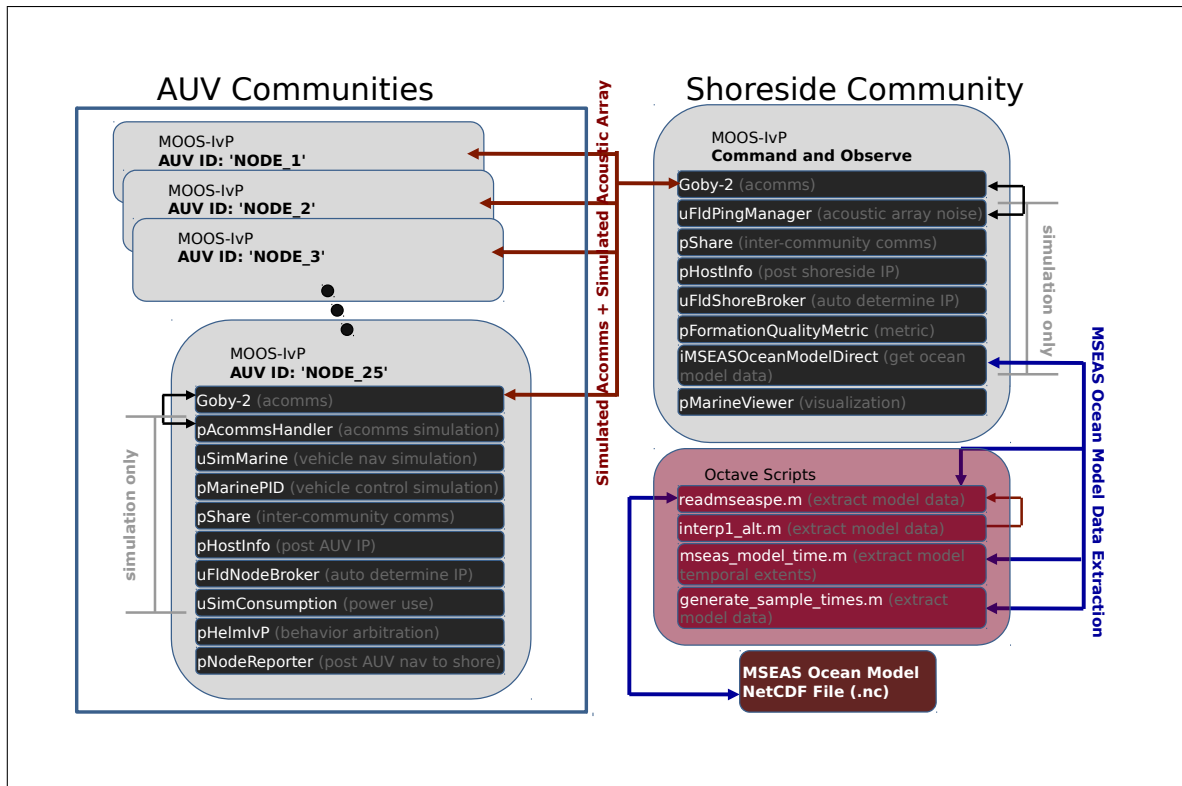 AUV Communities
MOOS-IvP
AUV ID: 'NODE_1'
MOOS-IvP
AUV ID: 'NODE_2'
MOOS-IvP
AUV ID: 'NODE_3'
MOOS-IvP
AUV ID: 'NODE_25'
Goby-2 (acomms)
pAcommsHandler (acomms simulation)
uSimMarine (vehicle nav simulation)
pMarinePID (vehicle control simulation)
pShare (inter-community comms)
pHostInfo (post AUV IP)
uFldNodeBroker (auto determine IP)
uSimConsumption (power use)
pHelmIvP (behavior arbitration)
pNodeReporter (post AUV nav to shore)
simulation only
Simulated Acomms + Simulated Acoustic Array
Shoreside Community
MOOS-IvP
Command and Observe
Goby-2 (acomms)
uFldPingManager (acoustic array noise)
pShare (inter-community comms)
pHostInfo (post shoreside IP)
uFldShoreBroker (auto determine IP)
pFormationQualityMetric (metric)
iMSEASOceanModelDirect (get ocean
model data)
pMarineViewer (visualization)
simulation only
Octave Scripts
readmseaspe.m (extract model data)
interp1_alt.m (extract model data)
mseas_model_time.m (extract model
temporal extents)
generate_sample_times.m (extract
model data)
MSEAS Ocean Model Data Extraction
MSEAS Ocean Model
NetCDF File (.nc)